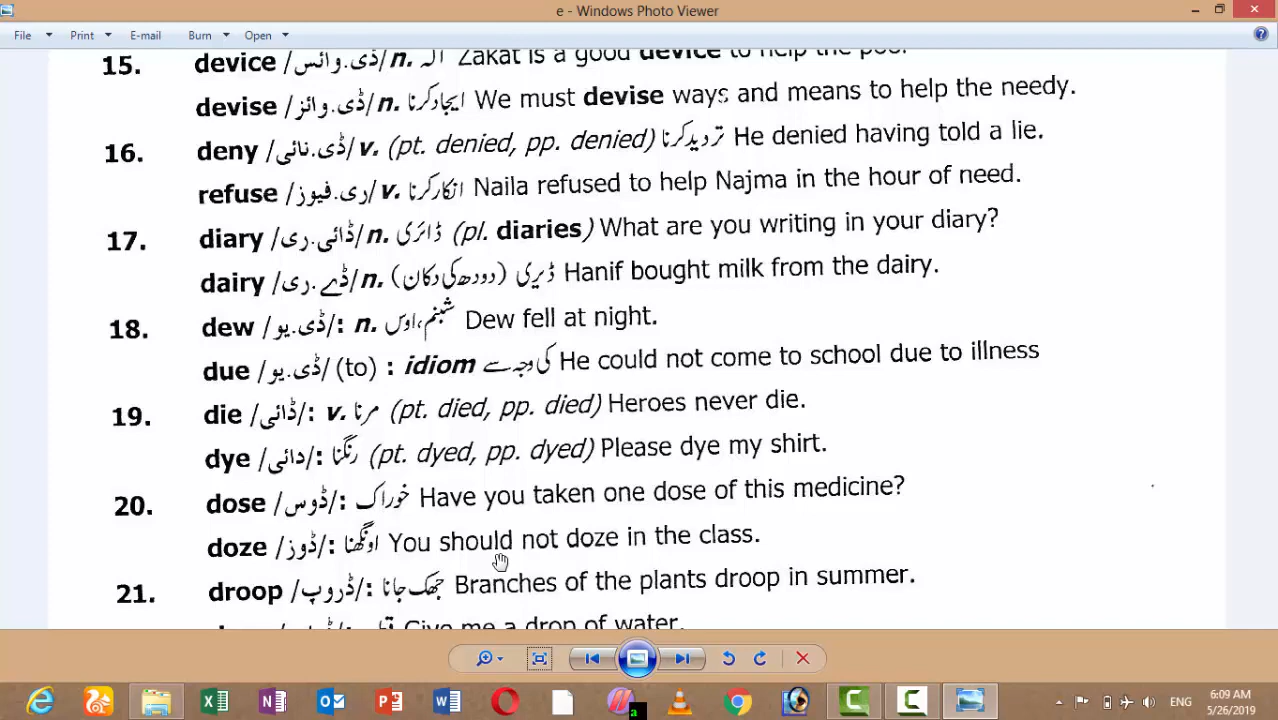 e - Windows Photo Viewer
File Print E-mail Burn Open
15. device /ڈی.وائس/ n. آلہ Zakat is a good device to help the poor.
devise /ڈی.وائز/ n. ایجاد کرنا We must devise ways and means to help the needy.
16. deny /ڈی.نائی/ v. (pt. denied, pp. denied) تردید کرنا He denied having told a lie.
refuse /ری.فیوز/ v. انکار کرنا Naila refused to help Najma in the hour of need.
17. diary /ڈائی.ری/ n. ڈائری (pl. diaries) What are you writing in your diary?
dairy /ڈے.ری/ n. ڈیری (دودھ کی دکان) Hanif bought milk from the dairy.
18. dew /ڈی.یو/: n. شبنم، اوس Dew fell at night.
due /ڈی.یو/ (to) : idiom کی وجہ سے He could not come to school due to illness
19. die /ڈائی/: v. مرنا (pt. died, pp. died) Heroes never die.
dye /دائی/: رنگنا (pt. dyed, pp. dyed) Please dye my shirt.
20. dose /ڈوس/: خوراک Have you taken one dose of this medicine?
doze /ڈوز/: اونگھنا You should not doze in the class.
21. droop /ڈروپ/: جھک جانا Branches of the plants droop in summer.
Give me a drop of water.
a
ENG
6:09 AM
5/26/2019